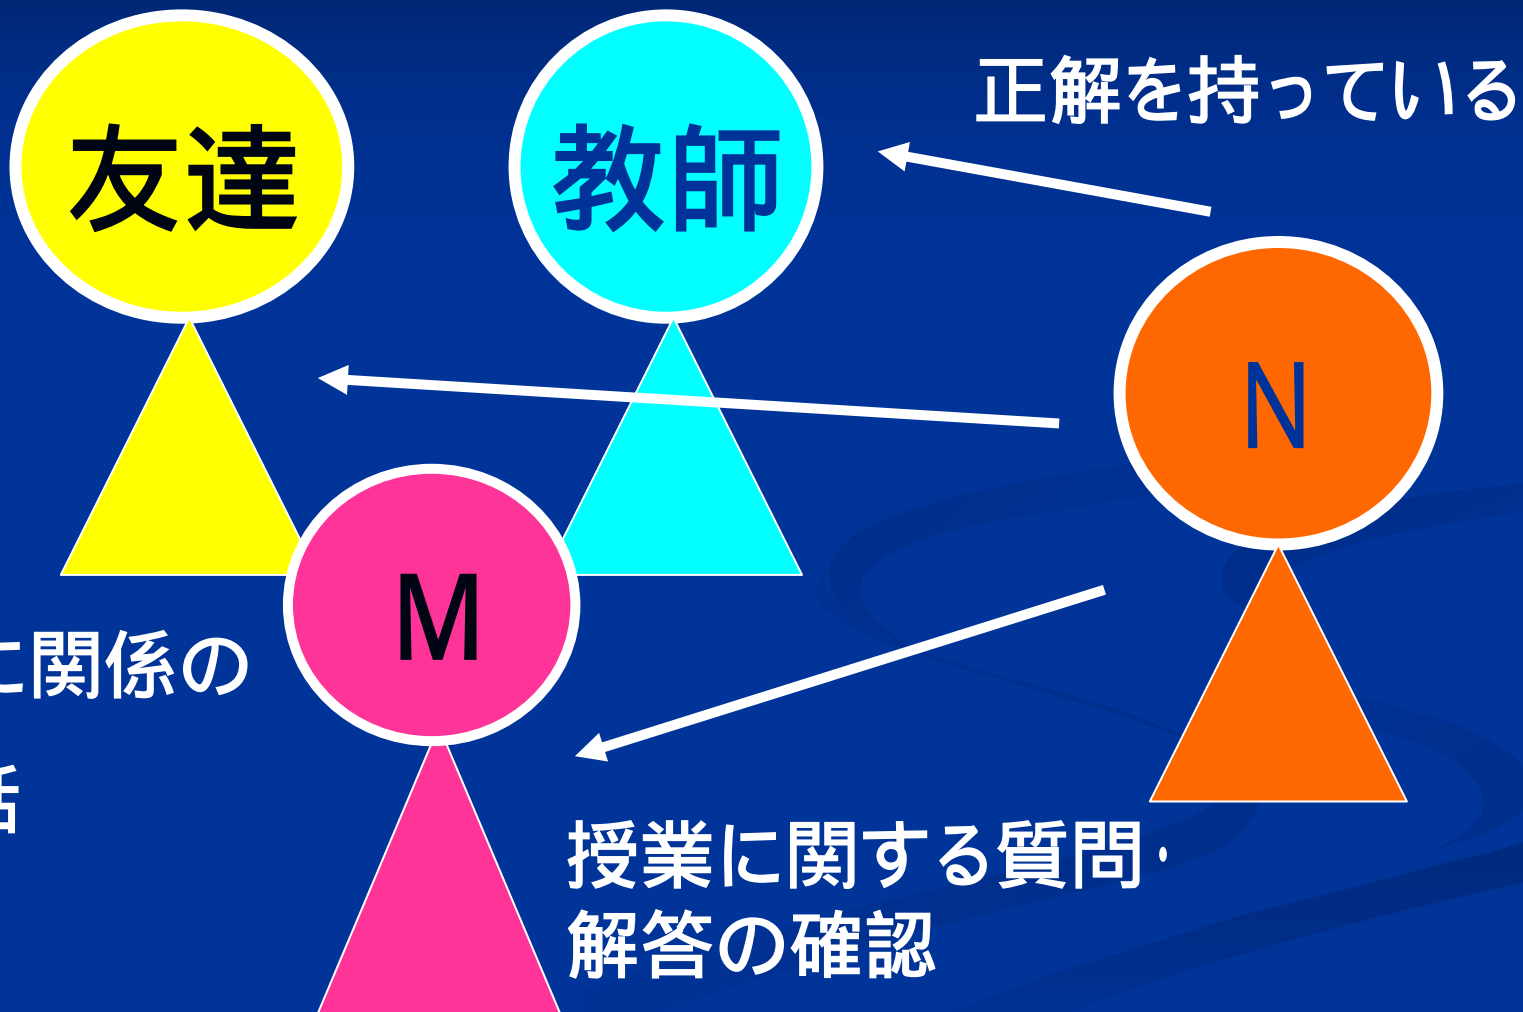 友達
教師
正解を持っている
N
M
に関係の
授業に関する質問・
解答の確認